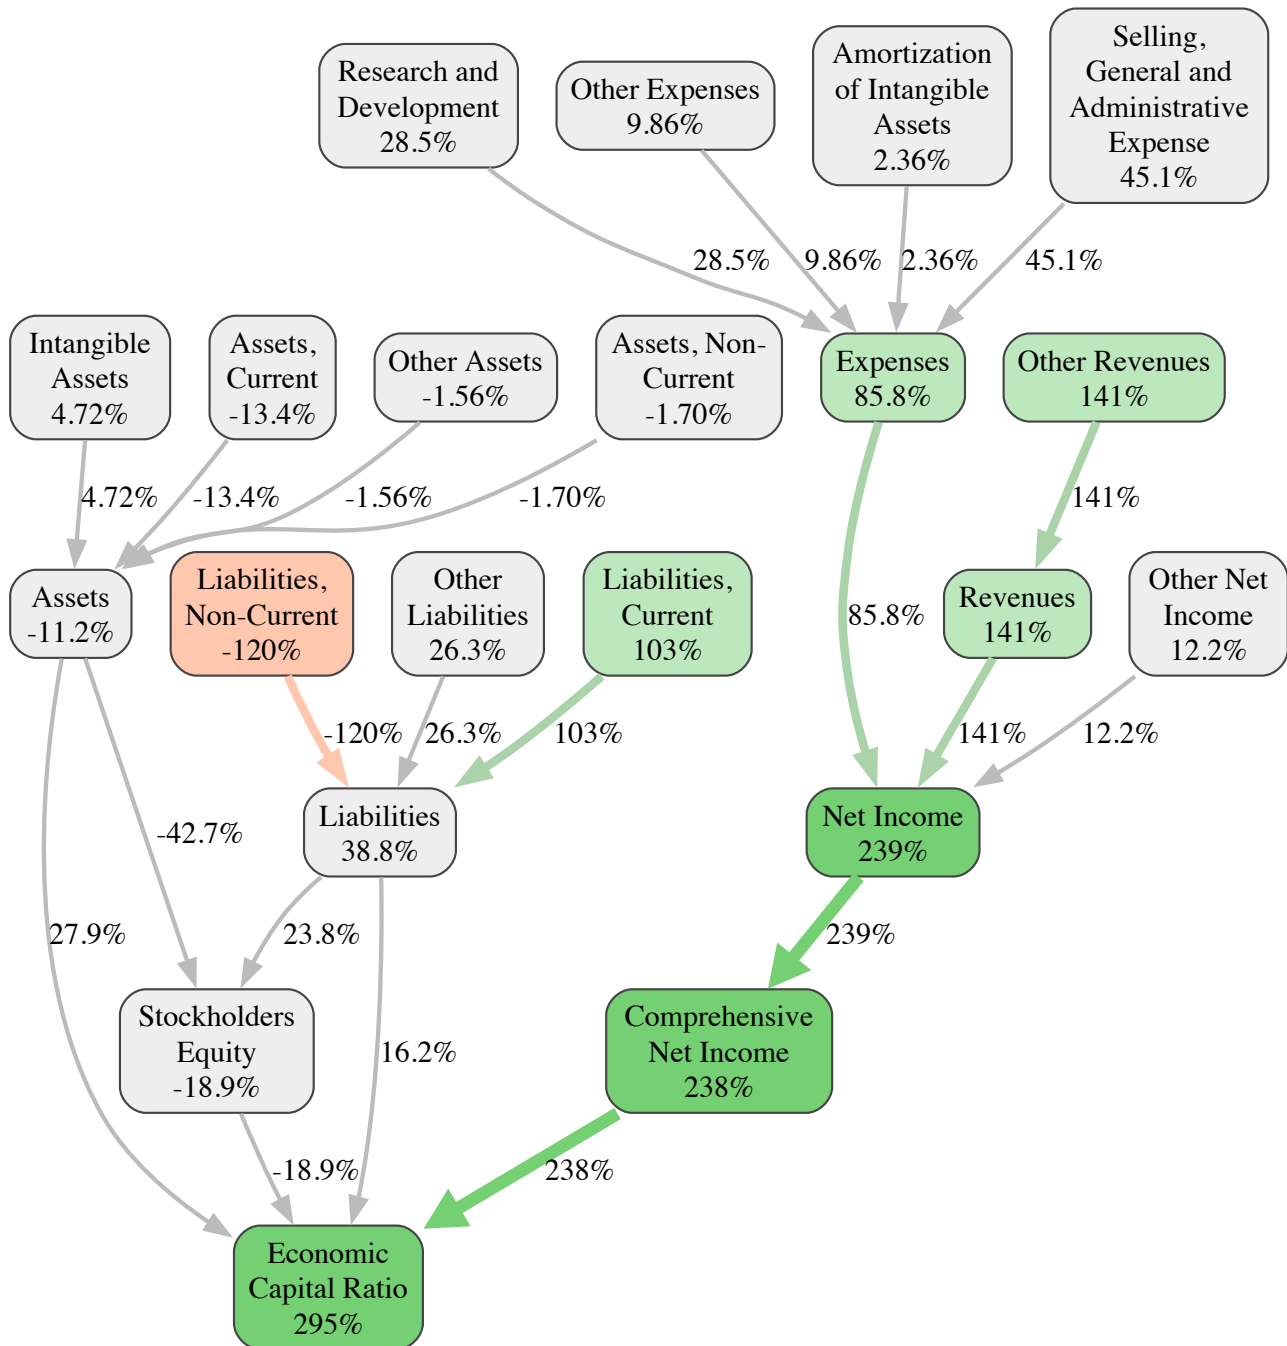 Research and
Development
28.5%
Other Expenses
9.86%
Amortization
of Intangible
Assets
2.36%
Selling,
General and
Administrative
Expense
45.1%
28.5%
9.86%
2.36%
45.1%
Intangible
Assets
4.72%
Assets,
Current
-13.4%
Other Assets
-1.56%
Assets, Non-
Current
-1.70%
Expenses
85.8%
Other Revenues
141%
4.72%
-13.4%
-1.56%
-1.70%
141%
Assets
-11.2%
Liabilities,
Non-Current
-120%
Other
Liabilities
26.3%
Liabilities,
Current
103%
85.8%
Revenues
141%
Other Net
Income
12.2%
-120%
26.3%
103%
141%
12.2%
-42.7%
Liabilities
38.8%
Net Income
239%
27.9%
23.8%
239%
Stockholders
Equity
-18.9%
16.2%
Comprehensive
Net Income
238%
-18.9%
238%
Economic
Capital Ratio
295%